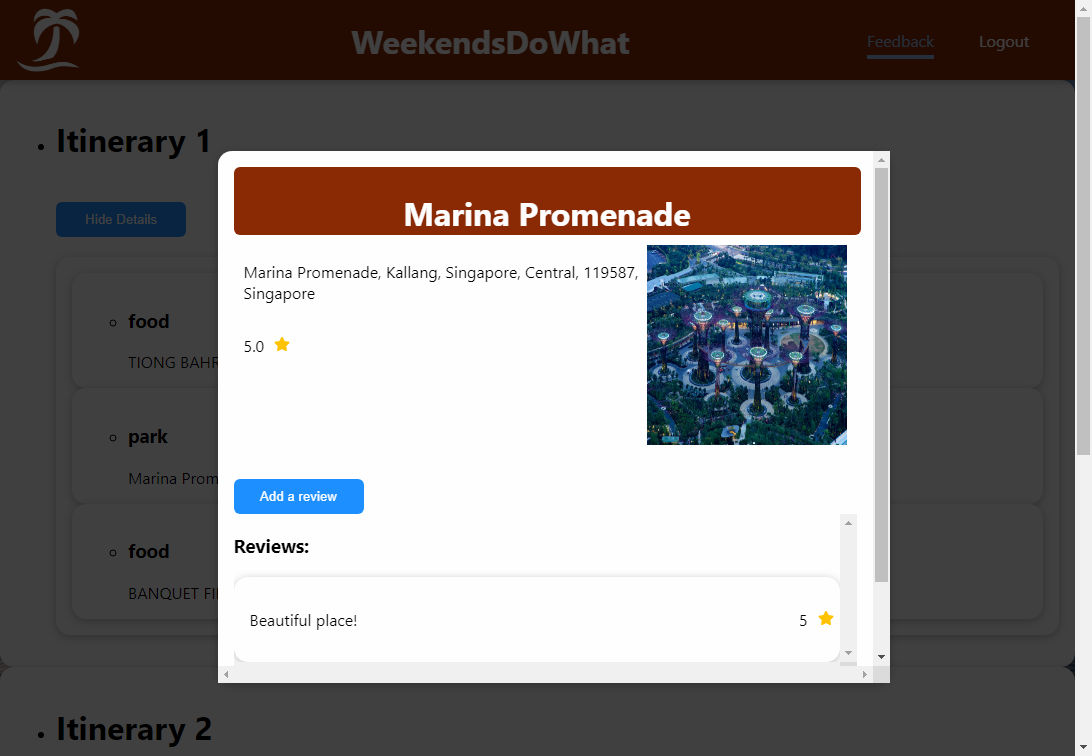 WeekendsDoWhat
Feedback
Logout
Itinerary 1
Hide Details
food
TIONG BAHR
park
Marina Prom
food
BANQUET FI
Marina Promenade
Marina Promenade, Kallang, Singapore, Central, 119587,
Singapore
5.0
Add a review
Reviews:
Beautiful place!
5
Itinerary 2